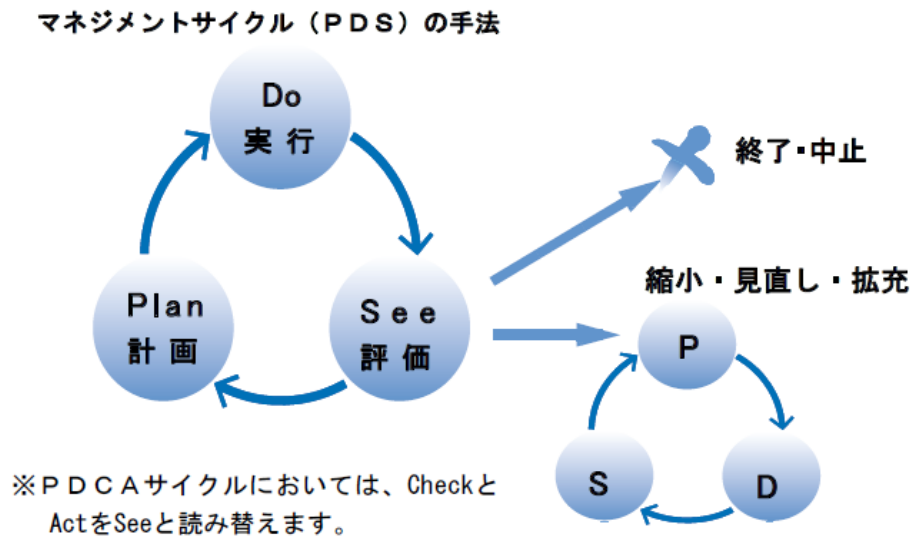 マネジメントサイクル（ＰＤＳ）の手法
Do
実行
終了・中止
縮小・見直し・拡充
Plan
計画
See
評価
P
S
D
※ＰＤＣＡサイクルにおいては、Checkと
ActをSeeと読み替えます。